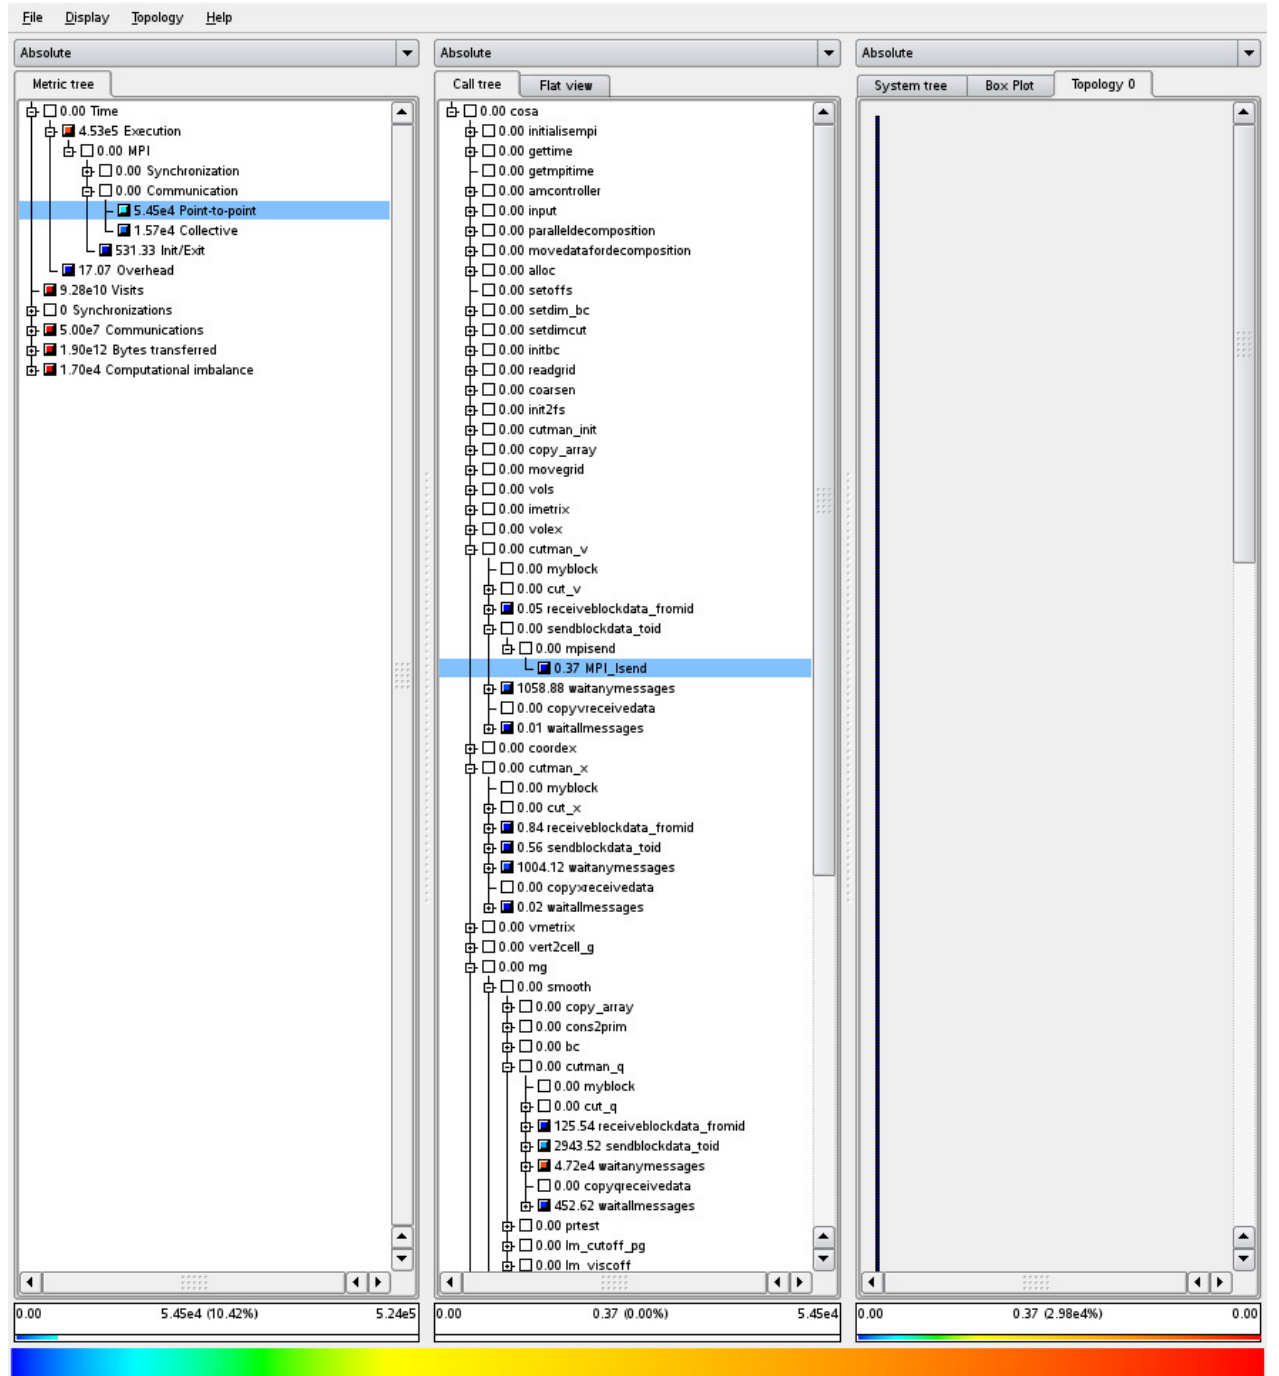 File Display Topology Help
Absolute
Metric tree
0.00 Time
4.53e5 Execution
0.00 MPI
0.00 Synchronization
0.00 Communication
5.45e4 Point-to-point
1.57e4 Collective
531.33 Init/Exit
17.07 Overhead
9.28e10 Visits
0 Synchronizations
5.00e7 Communications
1.90e12 Bytes transferred
1.70e4 Computational imbalance
0.00 5.45e4 (10.42%) 5.24e5
Absolute
Call tree Flat view
0.00 cosa
0.00 initialisempi
0.00 gettime
0.00 getmpitime
0.00 amcontroller
0.00 input
0.00 paralleldecomposition
0.00 movedatafordecomposition
0.00 alloc
0.00 setoffs
0.00 setdim_bc
0.00 setdimcut
0.00 initbc
0.00 readgrid
0.00 coarsen
0.00 init2fs
0.00 cutman_init
0.00 copy_array
0.00 movegrid
0.00 vols
0.00 imetrix
0.00 volex
0.00 cutman_v
0.00 myblock
0.00 cut_v
0.05 receiveblockdata_fromid
0.00 sendblockdata_toid
0.00 mpisend
0.37 MPI_Isend
1058.88 waitanymessages
0.00 copyvreceivedata
0.01 waitallmessages
0.00 coordex
0.00 cutman_x
0.00 myblock
0.00 cut_x
0.84 receiveblockdata_fromid
0.56 sendblockdata_toid
1004.12 waitanymessages
0.00 copyxreceivedata
0.02 waitallmessages
0.00 vmetrix
0.00 vert2cell_g
0.00 mg
0.00 smooth
0.00 copy_array
0.00 cons2prim
0.00 bc
0.00 cutman_q
0.00 myblock
0.00 cut_q
125.54 receiveblockdata_fromid
2943.52 sendblockdata_toid
4.72e4 waitanymessages
0.00 copyqreceivedata
452.62 waitallmessages
0.00 prtest
0.00 lm_cutoff_pg
0.00 lm_viscoff
0.00 0.37 (0.00%) 5.45e4
Absolute
System tree Box Plot Topology 0
0.00 0.37 (2.98e4%) 0.00